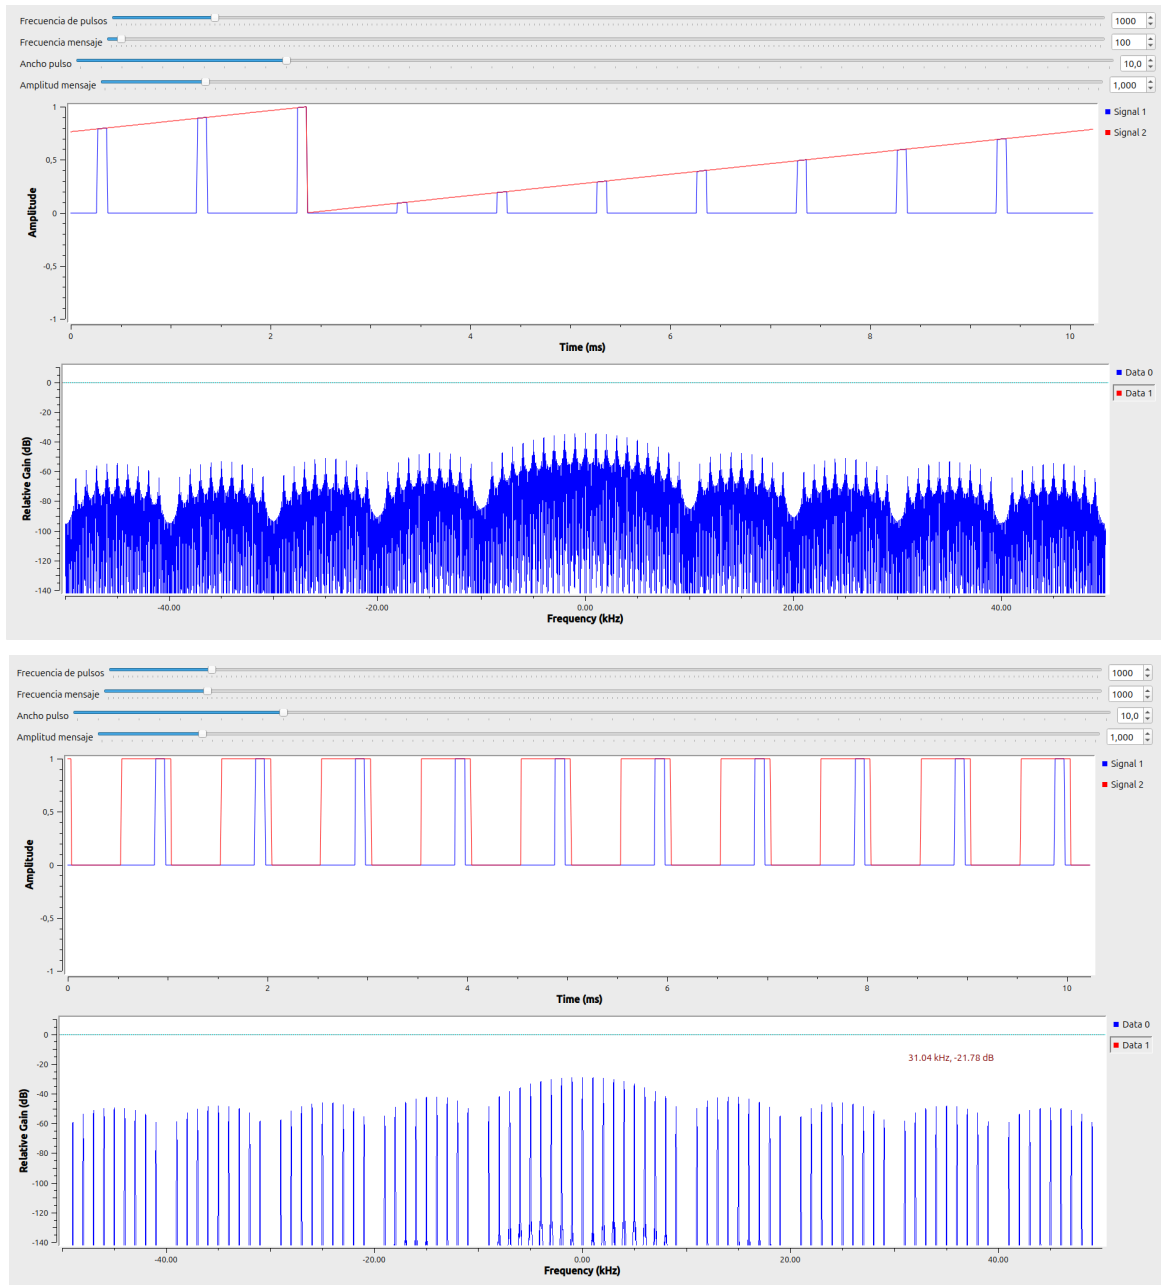 Frecuencia de pulsos 1000
Frecuencia mensaje 100
Ancho pulso 10,0
Amplitud mensaje 1,000
Signal 1
Signal 2
Amplitude
1
0,5
0
-0,5
-1
0 2 4 6 8 10
Time (ms)
Data 0
Data 1
Relative Gain (dB)
0
-20
-40
-60
-80
-100
-120
-140
-40.00 -20.00 0.00 20.00 40.00
Frequency (kHz)
Frecuencia de pulsos 1000
Frecuencia mensaje 1000
Ancho pulso 10,0
Amplitud mensaje 1,000
Signal 1
Signal 2
Amplitude
1
0,5
0
-0,5
-1
0 2 4 6 8 10
Time (ms)
Data 0
Data 1
31.04 kHz, -21.78 dB
Relative Gain (dB)
0
-20
-40
-60
-80
-100
-120
-140
-40.00 -20.00 0.00 20.00 40.00
Frequency (kHz)